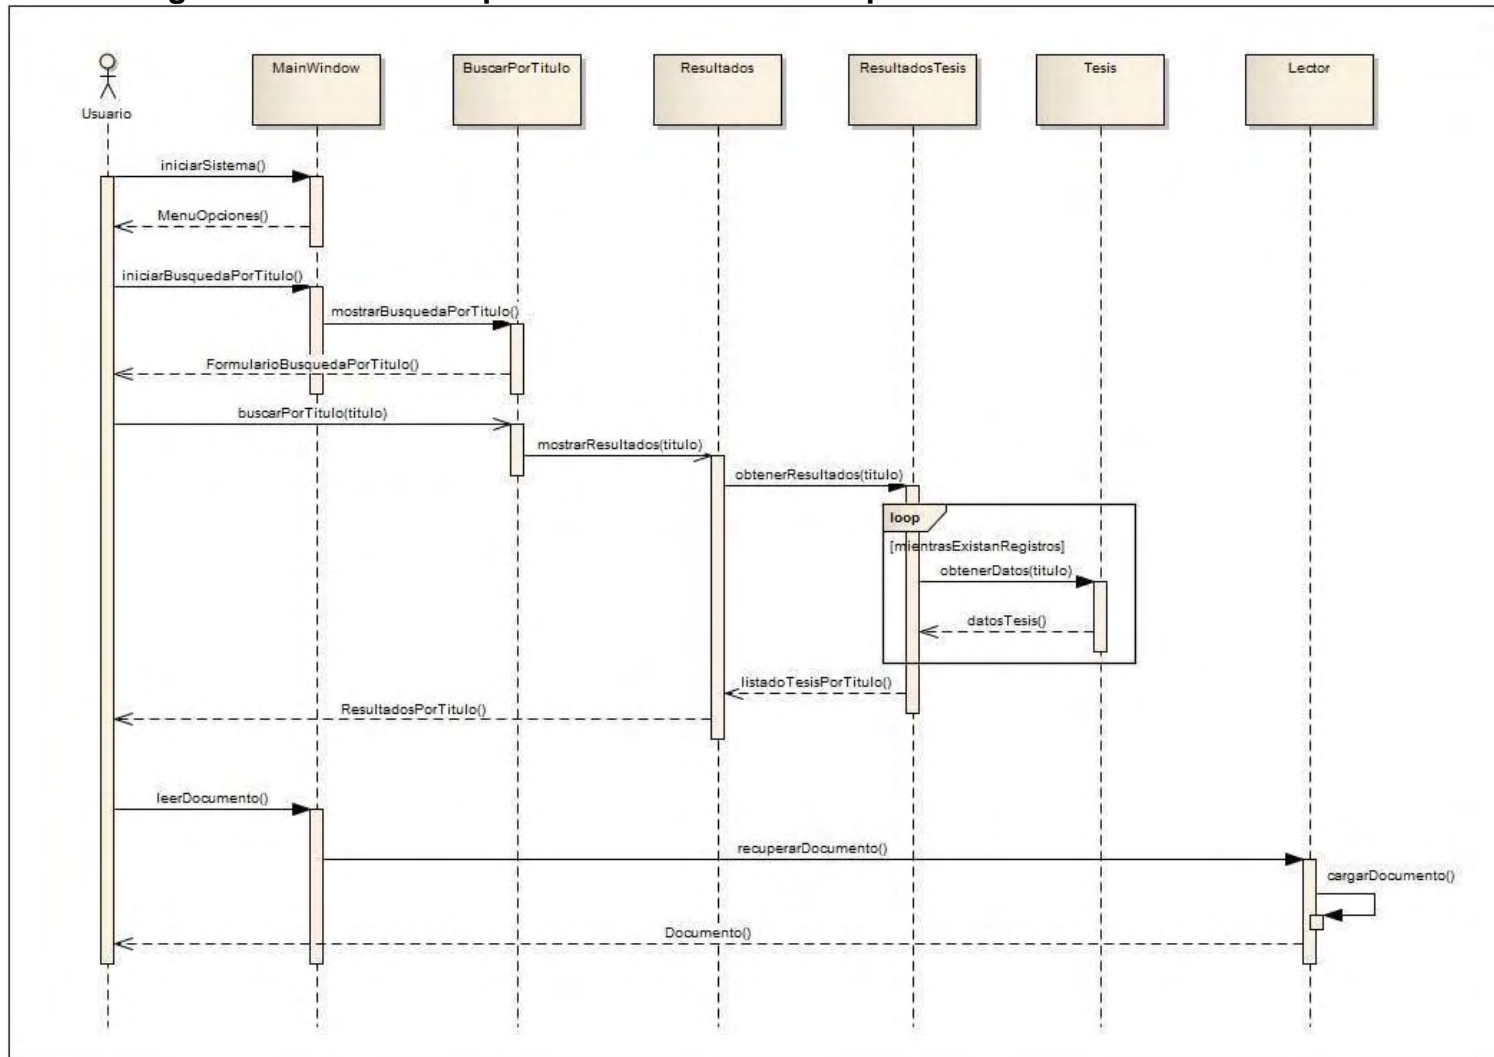 MainWindow
BuscarPorTitulo
Resultados
ResultadosTesis
Tesis
Lector
Usuario
iniciarSistema()
MenuOpciones()
iniciarBusquedaPorTitulo()
mostrarBusquedaPorTitulo()
FormularioBusquedaPorTitulo()
buscarPorTitulo(titulo)
mostrarResultados(titulo)
obtenerResultados(titulo)
loop
[mientrasExistanRegistros]
obtenerDatos(titulo)
datosTesis()
listadoTesisPorTitulo()
ResultadosPorTitulo()
leerDocumento()
recuperarDocumento()
cargarDocumento()
Documento()